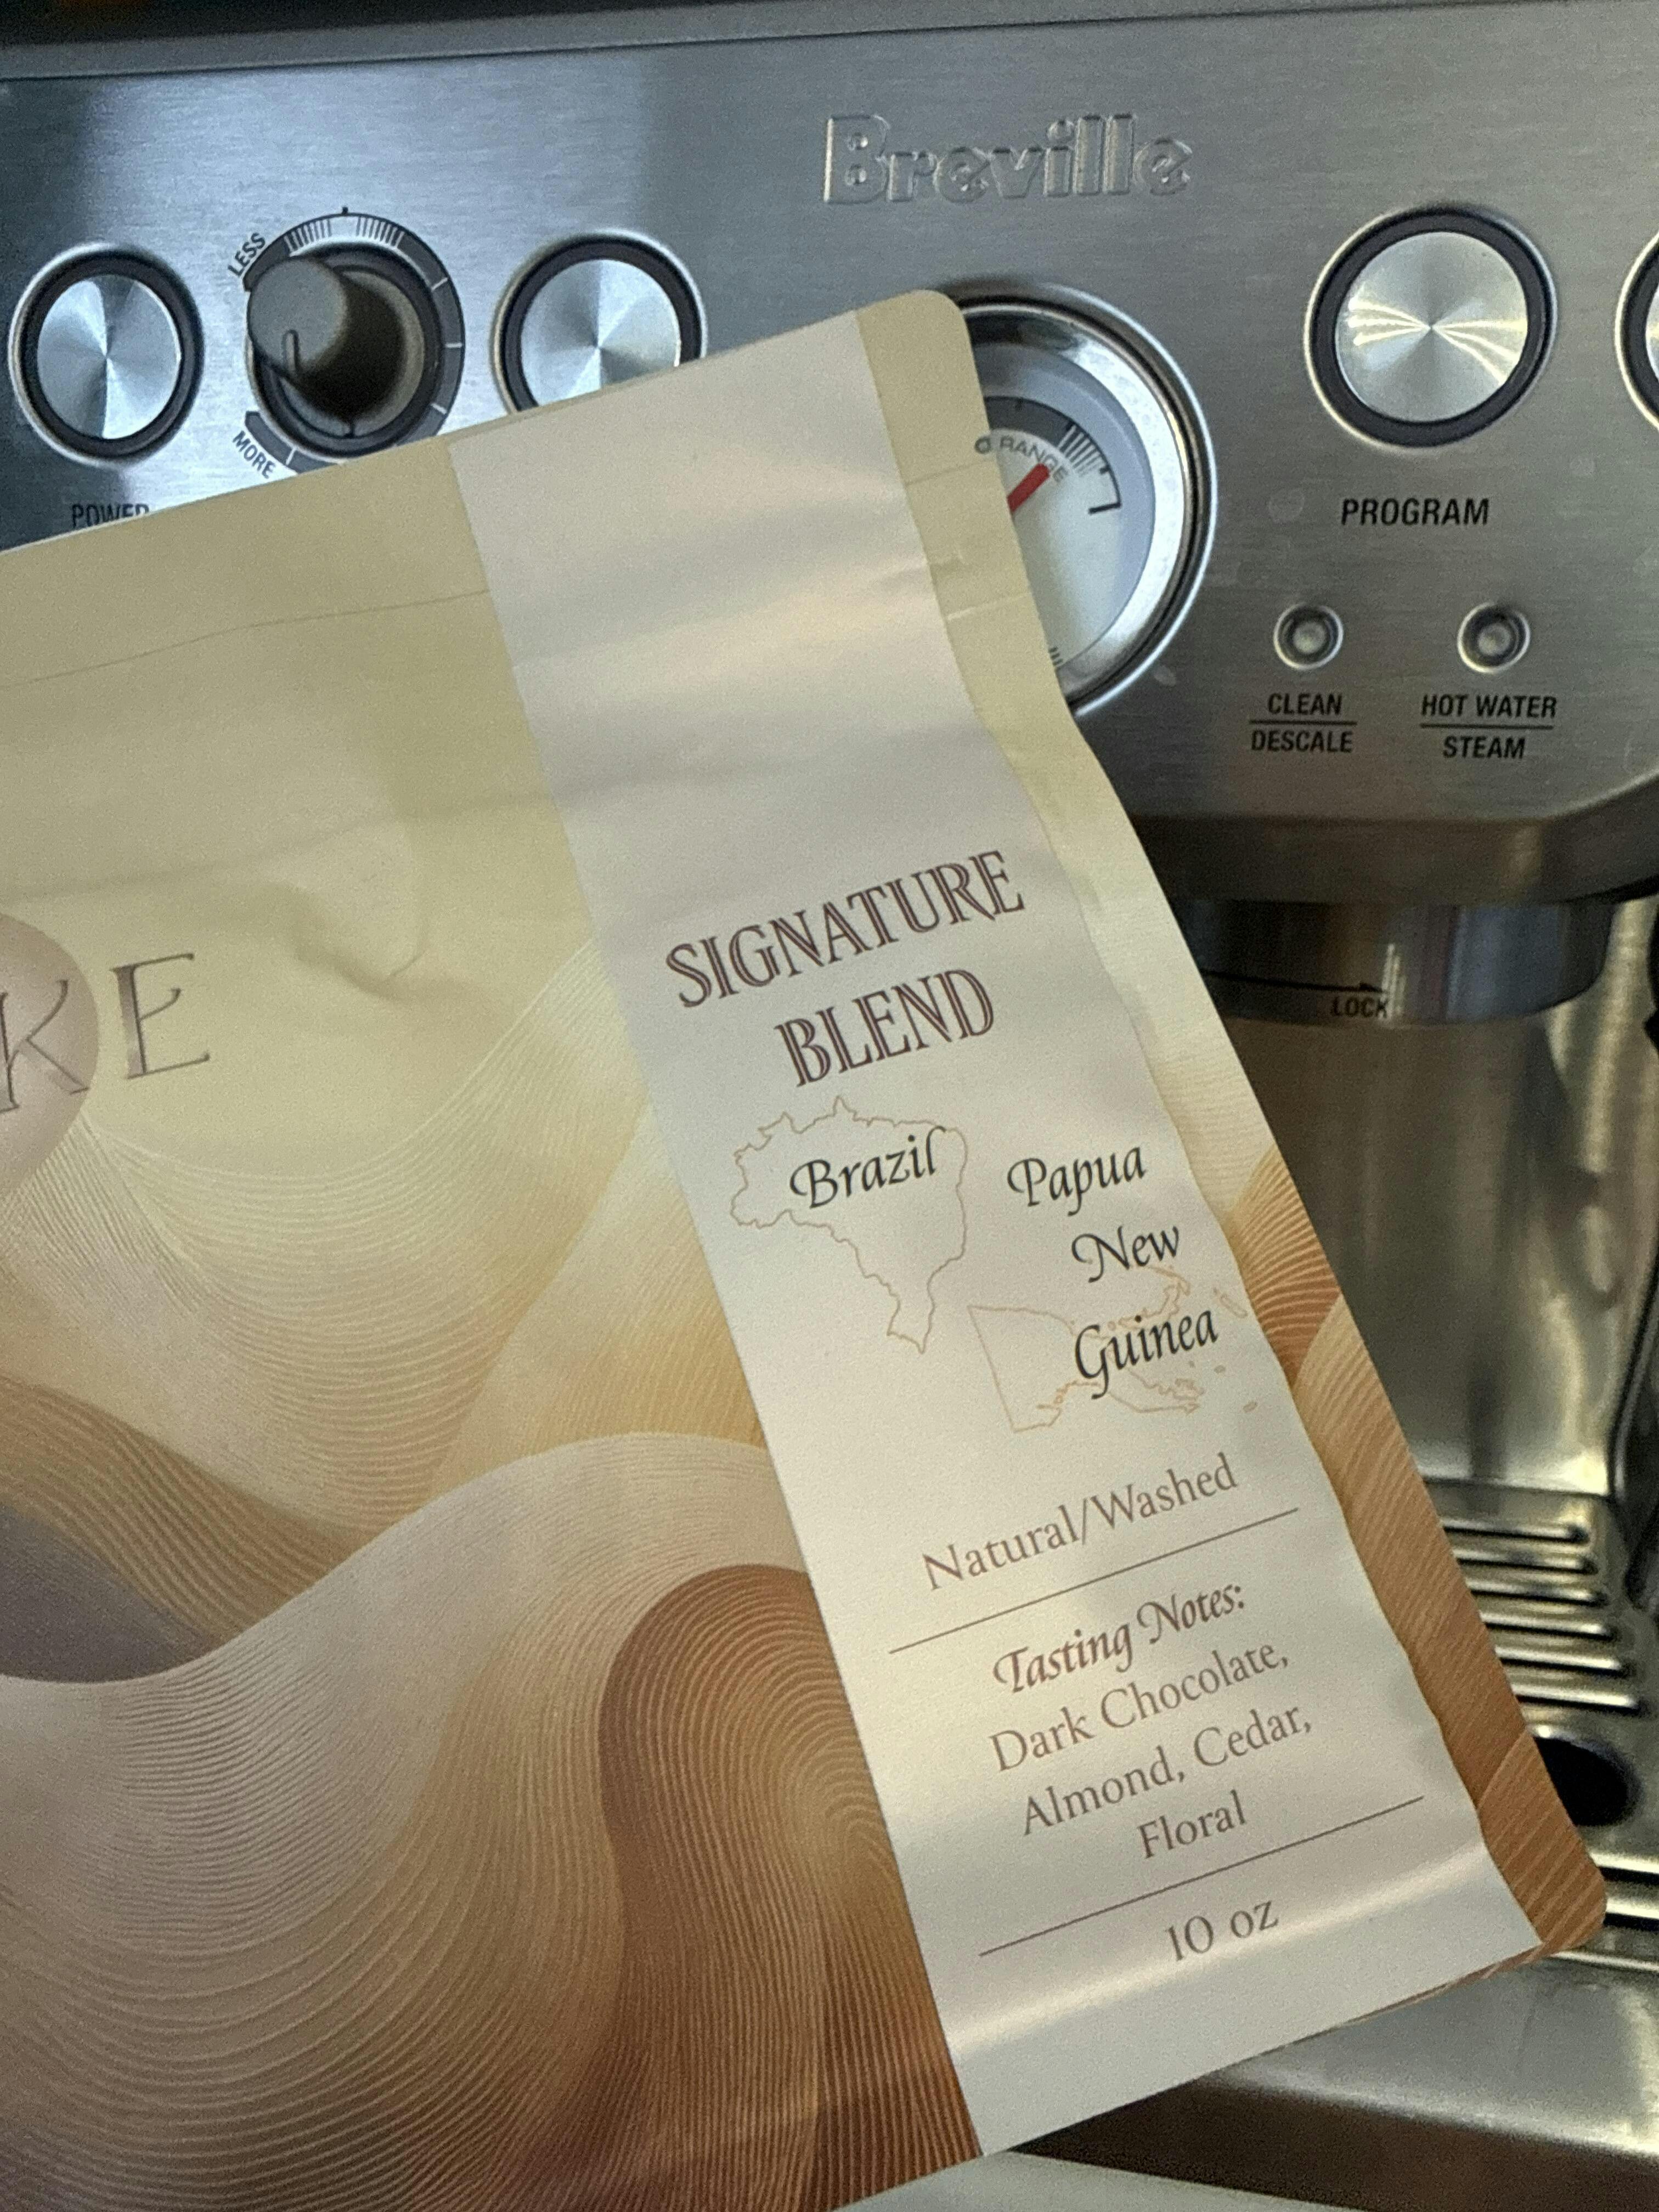 Breville
LESS
MORE
POWER
RANGE
PROGRAM
CLEAN
DESCALE
HOT WATER
STEAM
LOCK
KE
SIGNATURE
BLEND
Brazil
Papua
New
Guinea
Natural/Washed
Tasting Notes:
Dark Chocolate,
Almond, Cedar,
Floral
10 oz